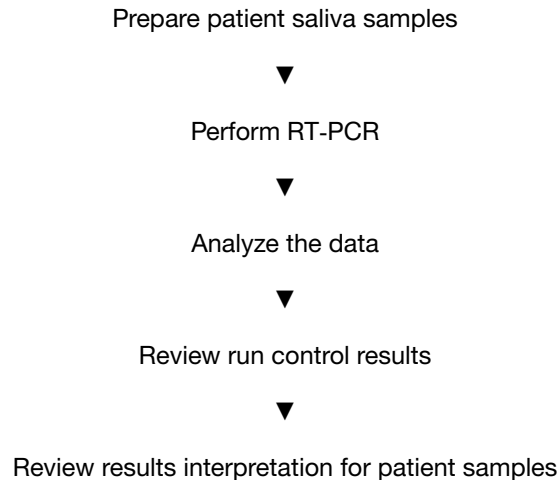 Prepare patient saliva samples
▼
Perform RT-PCR
▼
Analyze the data
▼
Review run control results
▼
Review results interpretation for patient samples